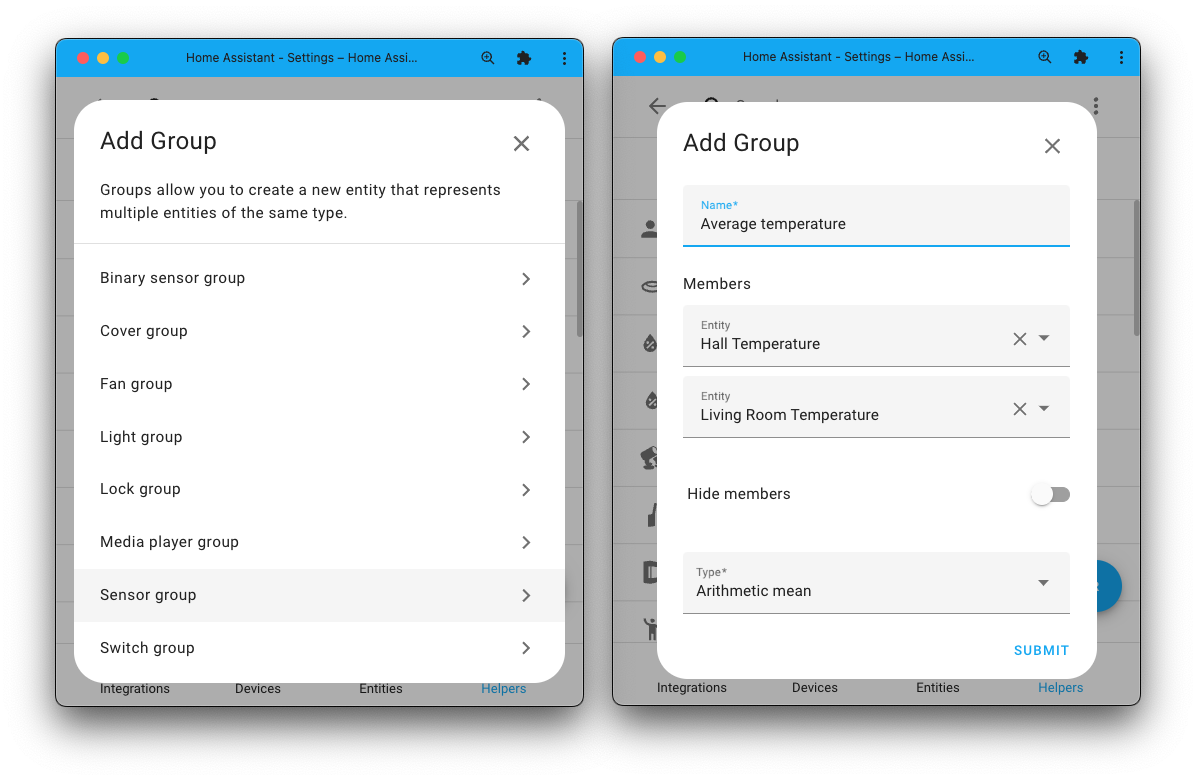 Home Assistant - Settings – Home Assi...
Add Group
Groups allow you to create a new entity that represents
multiple entities of the same type.
Binary sensor group
Cover group
Fan group
Light group
Lock group
Media player group
Sensor group
Switch group
Integrations
Devices
Entities
Helpers
Home Assistant - Settings – Home Assi...
Add Group
Name*
Average temperature
Members
Entity
Hall Temperature
Entity
Living Room Temperature
Hide members
Type*
Arithmetic mean
SUBMIT
Integrations
Devices
Entities
Helpers